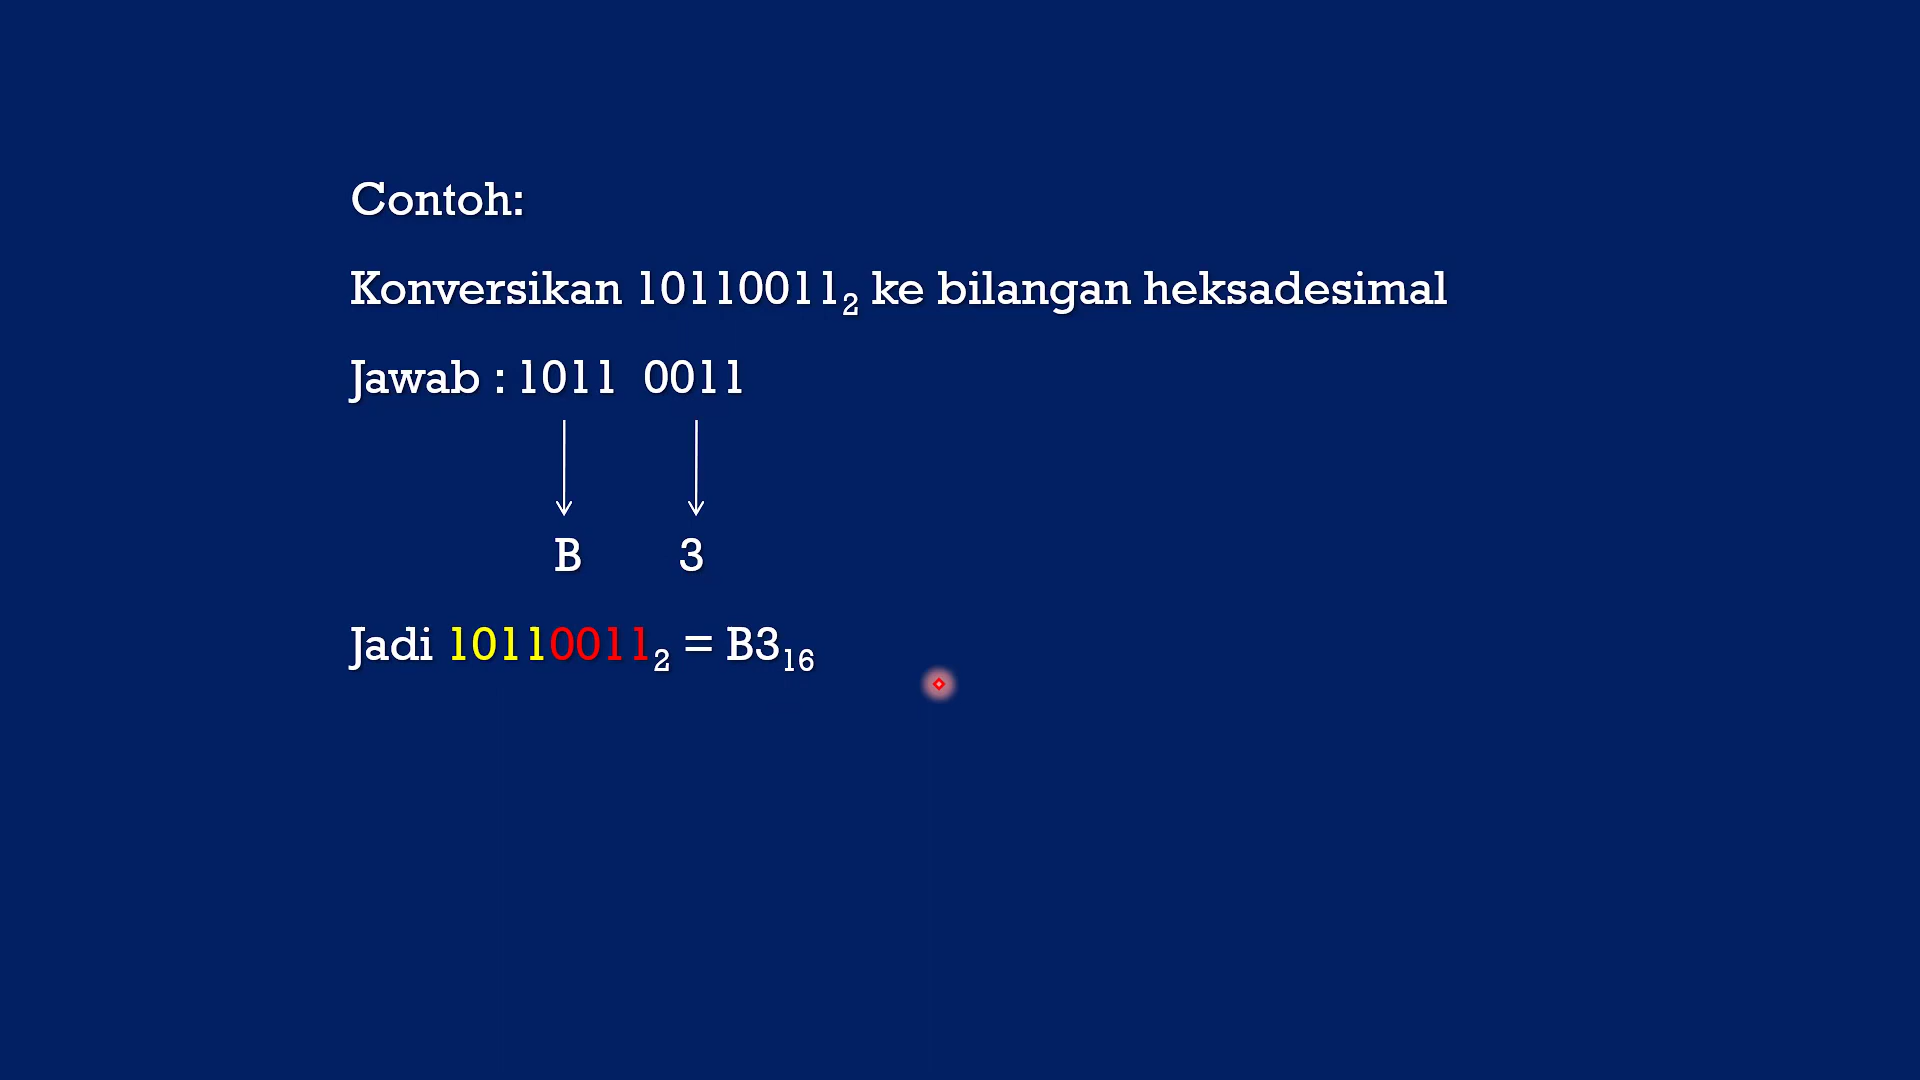 Contoh:
Konversikan 10110011₂ ke bilangan heksadesimal
Jawab : 1011 0011
B 3
Jadi 10110011₂ = B3₁₆